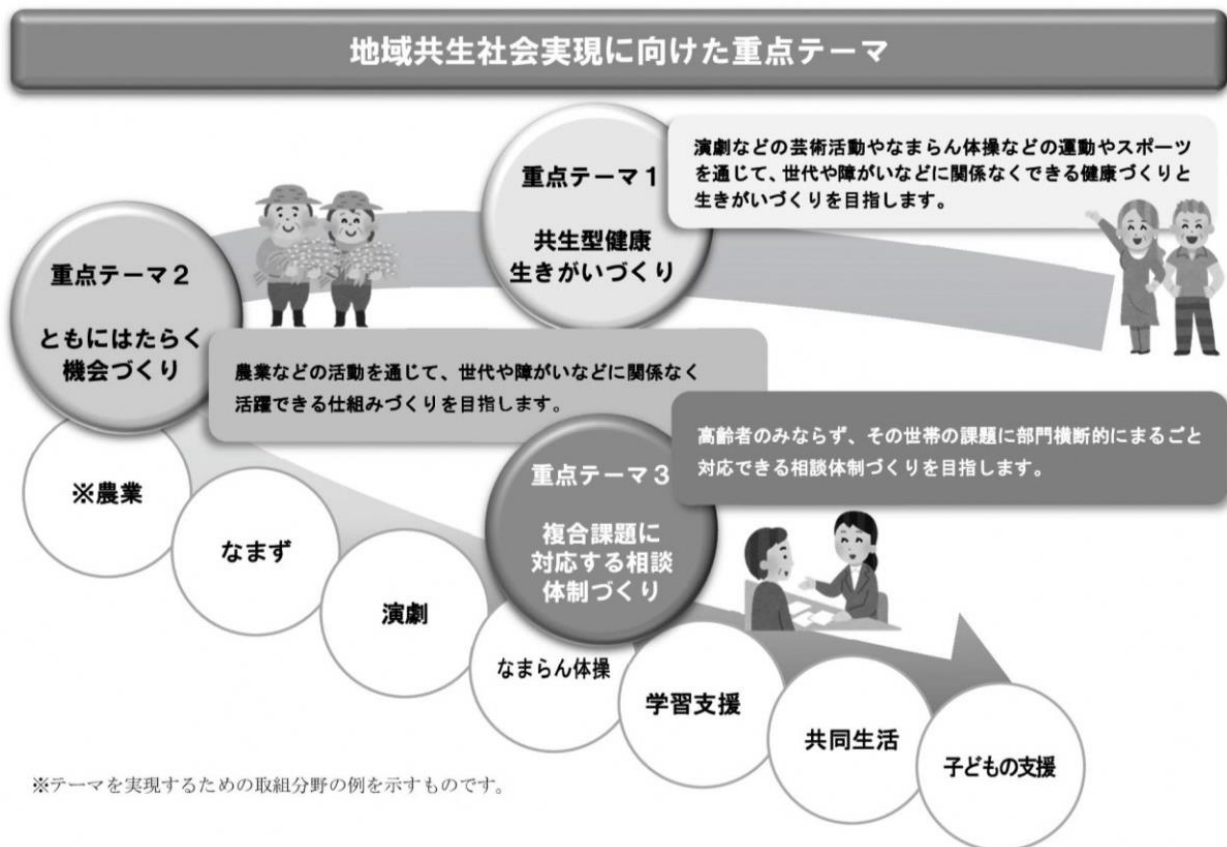 地域共生社会実現に向けた重点テーマ
重点テーマ１
共生型健康
生きがいづくり
演劇などの芸術活動やなまらん体操などの運動やスポーツ
を通じて、世代や障がいなどに関係なくできる健康づくりと
生きがいづくりを目指します。
重点テーマ２
ともにはたらく
機会づくり
農業などの活動を通じて、世代や障がいなどに関係なく
活躍できる仕組みづくりを目指します。
重点テーマ３
複合課題に
対応する相談
体制づくり
高齢者のみならず、その世帯の課題に部門横断的にまるごと
対応できる相談体制づくりを目指します。
※農業
なまず
演劇
なまらん体操
学習支援
共同生活
子どもの支援
※テーマを実現するための取組分野の例を示すものです。